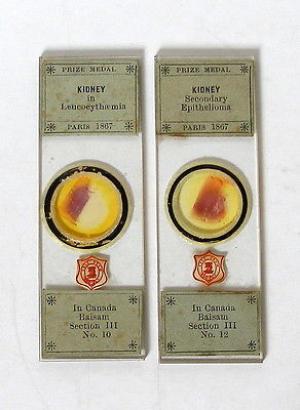 PRIZE MEDAL
KIDNEY
in
Leucocythæmia
PARIS 1867
In Canada
Balsam
Section III
No. 10
PRIZE MEDAL
KIDNEY
Secondary
Epithelioma
PARIS 1867
In Canada
Balsam
Section III
No. 12